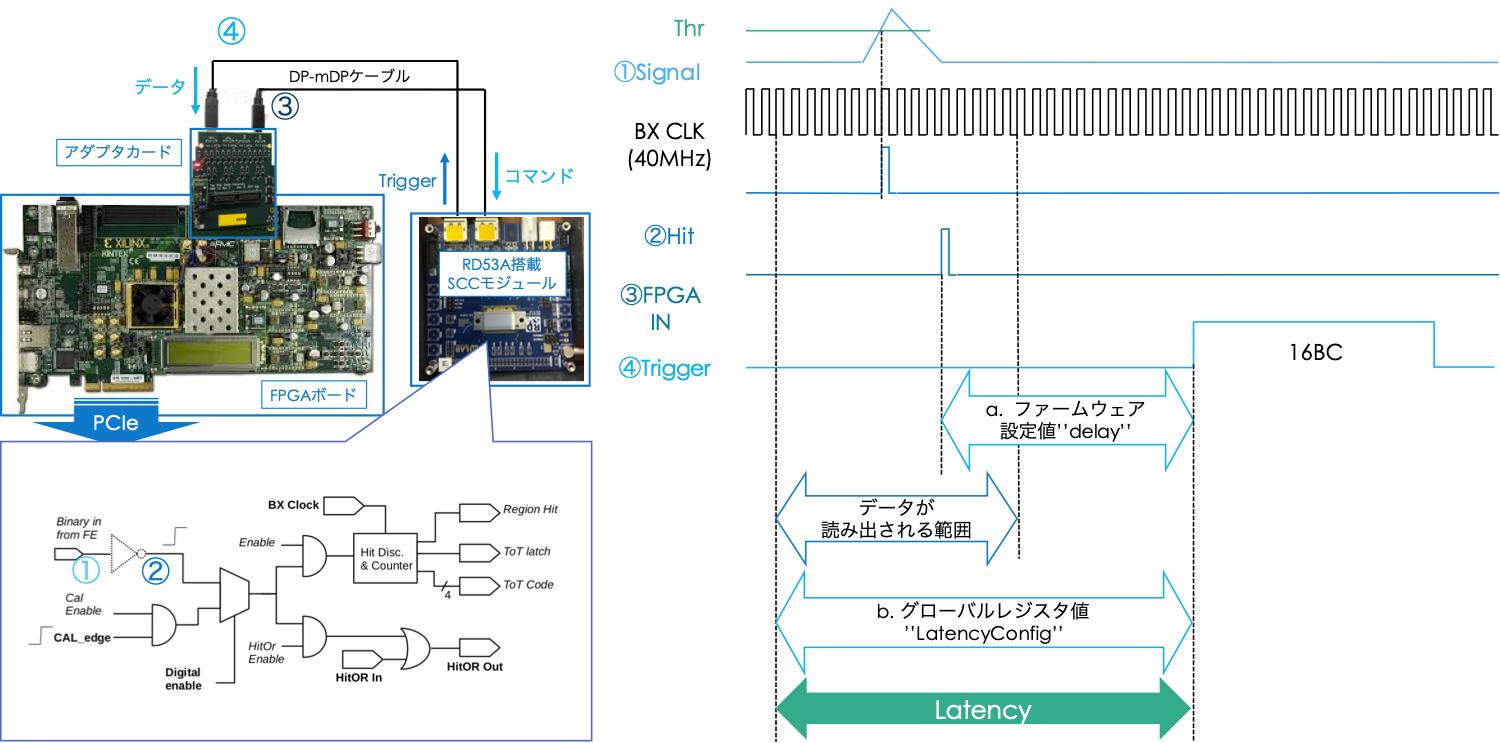 ④
データ
DP-mDPケーブル
③
アダプタカード
Trigger
コマンド
XILINX
KINTEX
RD53A搭載
SCCモジュール
FPGAボード
PCIe
BX Clock
Region Hit
Binary in
from FE
Enable
Hit Disc.
& Counter
ToT latch
①
②
ToT Code
4
Cal
Enable
CAL_edge
HitOr
Enable
HitOR In
HitOR Out
Digital
enable
Thr
①Signal
BX CLK
(40MHz)
②Hit
③FPGA
IN
④Trigger
16BC
a. ファームウェア
設定値’’delay’’
データが
読み出される範囲
b. グローバルレジスタ値
’’LatencyConfig’’
Latency